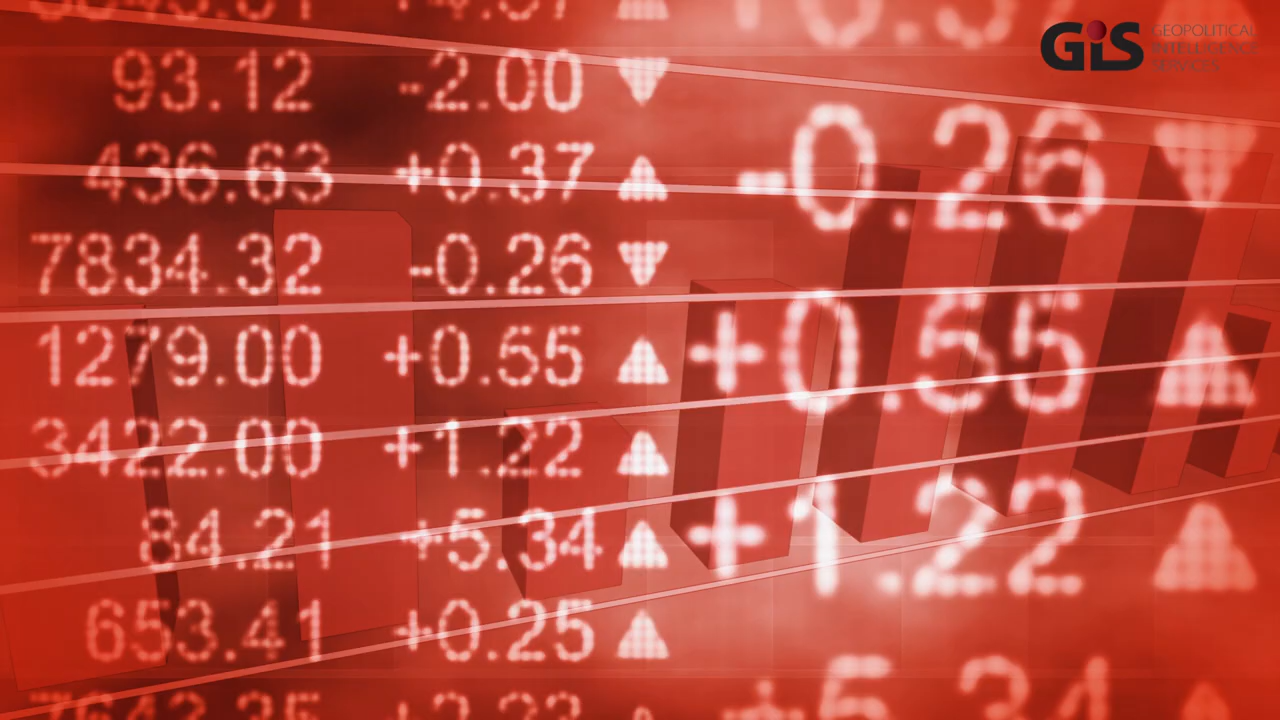 GIS GEOPOLITICAL
INTELLIGENCE
SERVICES
93.12 -2.00 ▼
436.63 +0.37 ▲
7834.32 -0.26 ▼
1279.00 +0.55 ▲
3422.00 +1.22 ▲
84.21 +5.34 ▲
653.41 +0.25 ▲
-0.26 ▼
+0.55 ▲
+1.22 ▲
+5.34 ▲